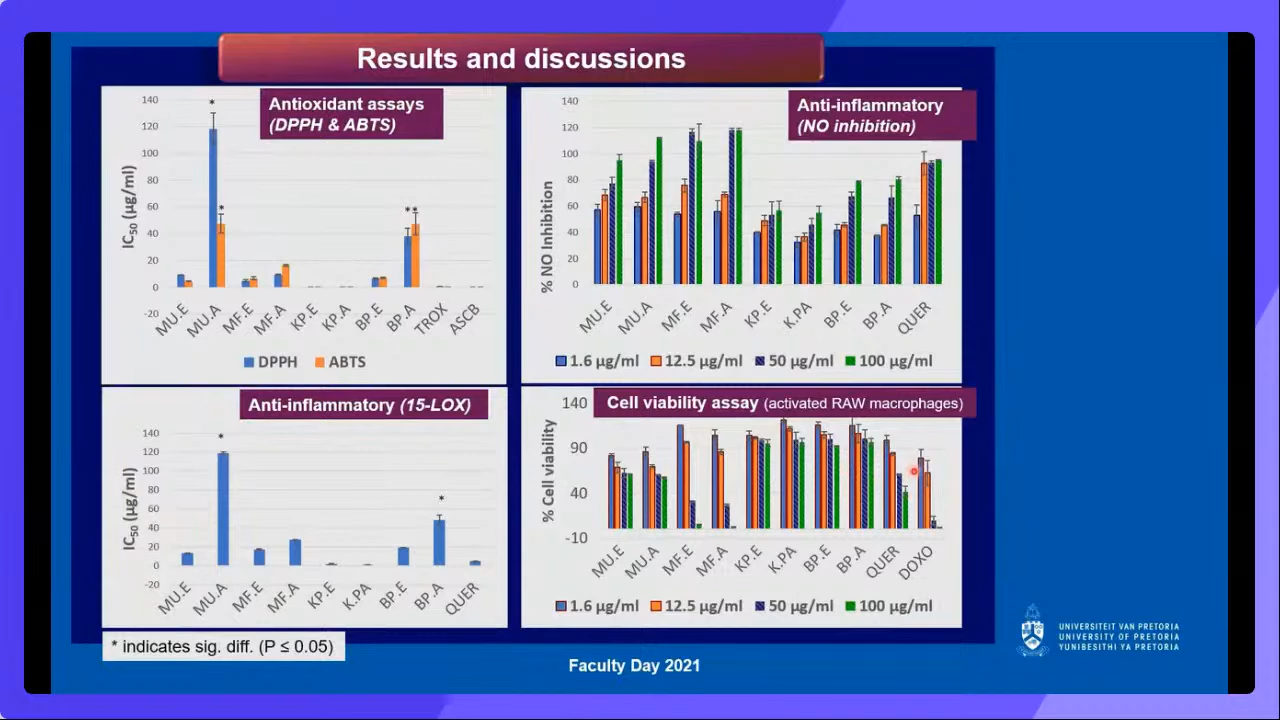 Results and discussions
Antioxidant assays
(DPPH & ABTS)
140
120
100
80
60
40
20
0
-20
IC50 (µg/ml)
*
*
**
MU.E
MU.A
MF.E
MF.A
KP.E
KP.A
BP.E
BP.A
TROX
ASCB
DPPH
ABTS
Anti-inflammatory
(NO inhibition)
140
120
100
80
60
40
20
0
% NO Inhibition
MU.E
MU.A
MF.E
MF.A
KP.E
K.PA
BP.E
BP.A
QUER
1.6 µg/ml
12.5 µg/ml
50 µg/ml
100 µg/ml
Anti-inflammatory (15-LOX)
140
120
100
80
60
40
20
0
-20
IC50 (µg/ml)
*
*
MU.E
MU.A
MF.E
MF.A
KP.E
K.PA
BP.E
BP.A
QUER
Cell viability assay (activated RAW macrophages)
140
90
40
-10
% Cell viability
MU.E
MU.A
MF.E
MF.A
KP.E
K.PA
BP.E
BP.A
QUER
DOXO
1.6 µg/ml
12.5 µg/ml
50 µg/ml
100 µg/ml
* indicates sig. diff. (P ≤ 0.05)
Faculty Day 2021
UNIVERSITEIT VAN PRETORIA
UNIVERSITY OF PRETORIA
YUNIBESITHI YA PRETORIA